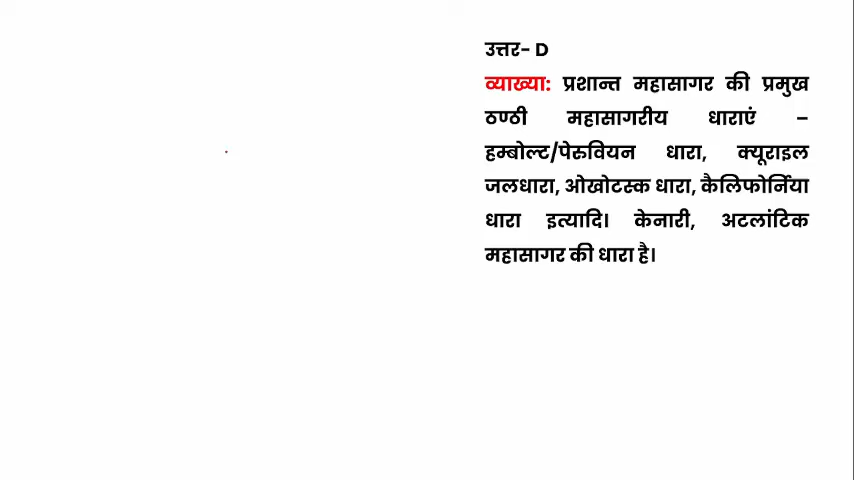 उत्तर- D
व्याख्या: प्रशान्त महासागर की प्रमुख
ठण्ठी महासागरीय धाराएं –
हम्बोल्ट/पेरुवियन धारा, क्यूराइल
जलधारा, ओखोटस्क धारा, कैलिफोर्निया
धारा इत्यादि। केनारी, अटलांटिक
महासागर की धारा है।